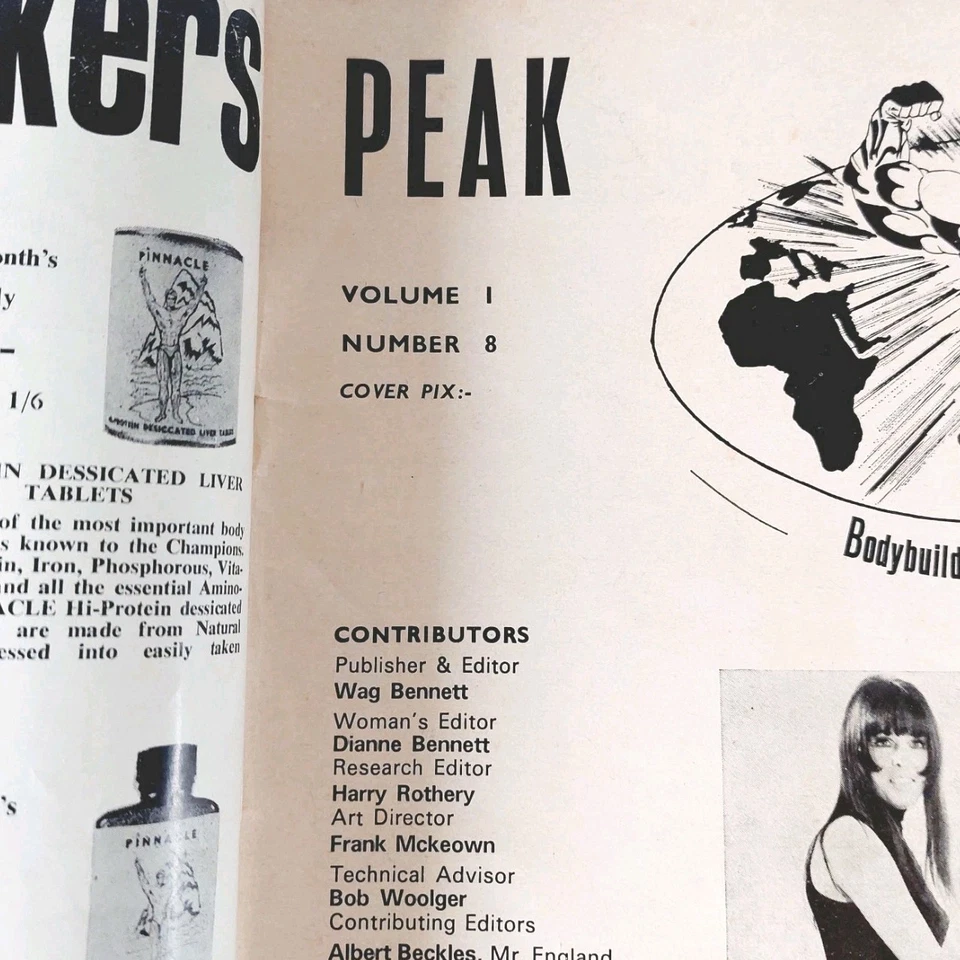 kers
onth's
ly
1/6
PiNNACLE
IN DESSICATED LIVER
TABLETS
of the most important body
s known to the Champions.
in, Iron, Phosphorous, Vita-
and all the essential Amino-
ACLE Hi-Protein dessicated
are made from Natural
essed into easily taken
's
PiNNACLE
PEAK
VOLUME 1
NUMBER 8
COVER PIX:-
Bodybuild
CONTRIBUTORS
Publisher & Editor
Wag Bennett
Woman's Editor
Dianne Bennett
Research Editor
Harry Rothery
Art Director
Frank Mckeown
Technical Advisor
Bob Woolger
Contributing Editors
Albert Beckles, Mr. England